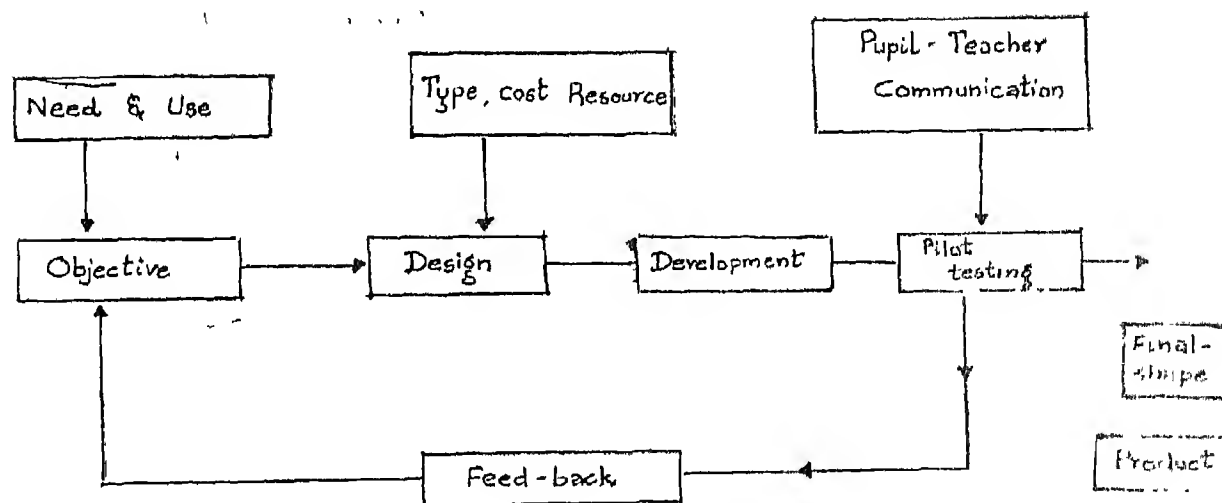 Pupil - Teacher
Communication
Need & Use
Type, cost Resource
Objective
Design
Development
Pilot
testing
Final-
shape
Feed-back
Product